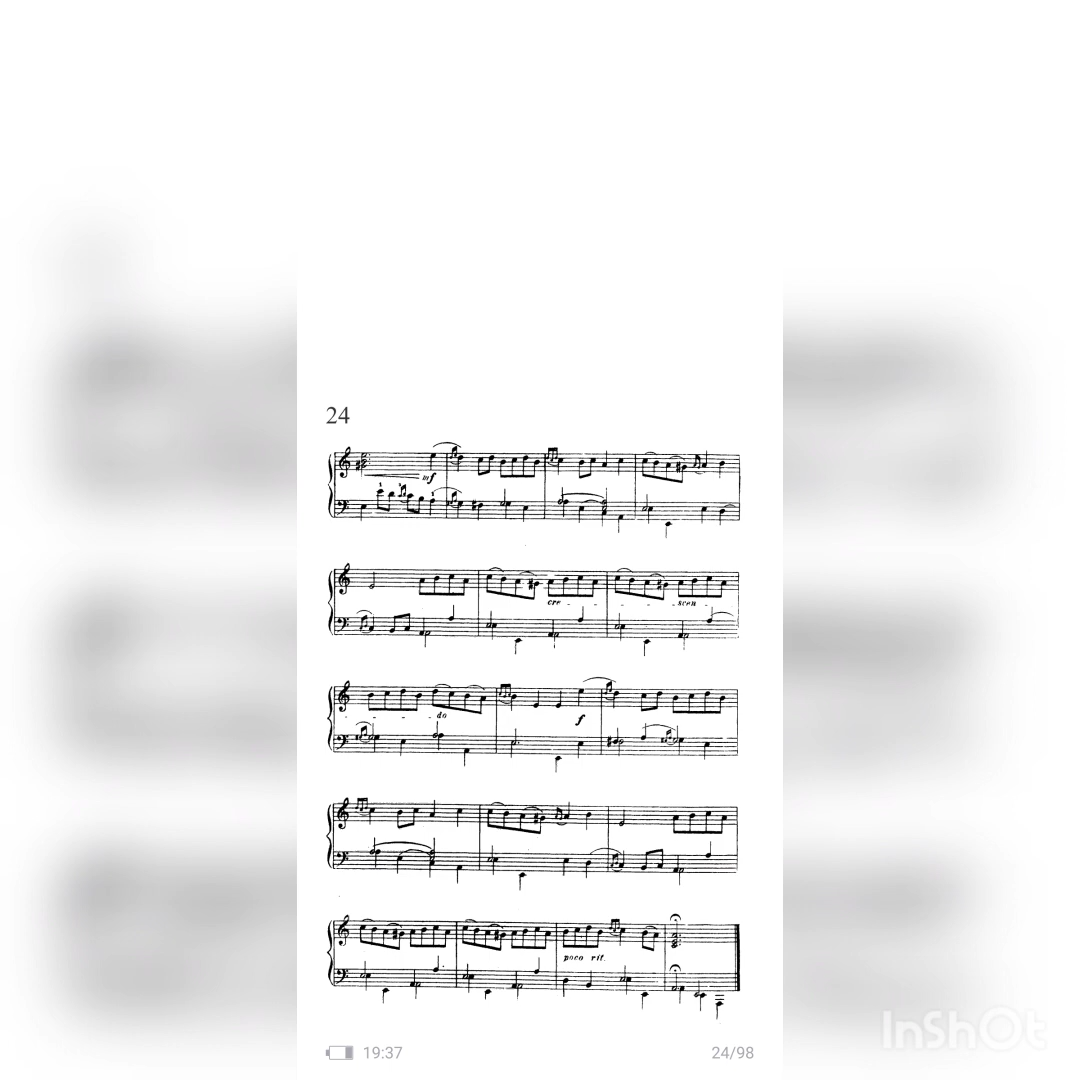 24
mf
cre - - scen -
- - - do
f
poco rit.
19:37 24/98
InShOt